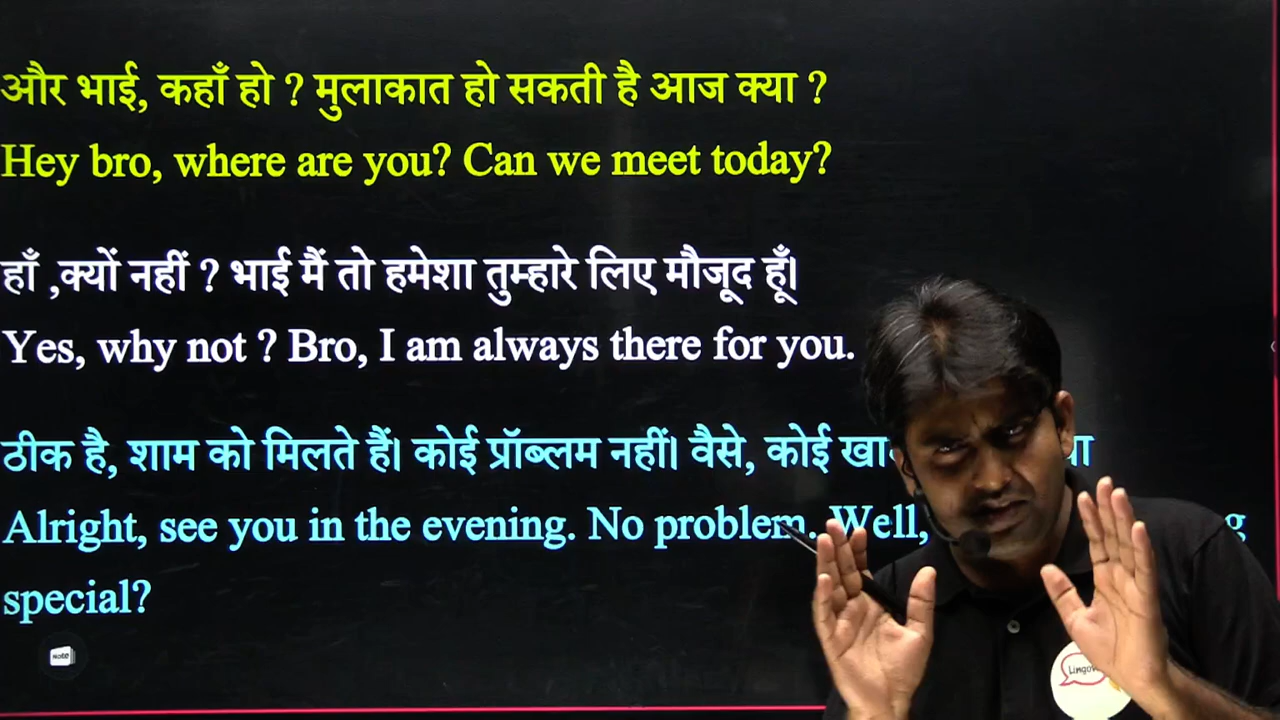 और भाई, कहाँ हो ? मुलाकात हो सकती है आज क्या ?
Hey bro, where are you? Can we meet today?
हाँ ,क्यों नहीं ? भाई मैं तो हमेशा तुम्हारे लिए मौजूद हूँ।
Yes, why not ? Bro, I am always there for you.
ठीक है, शाम को मिलते हैं। कोई प्रॉब्लम नहीं। वैसे, कोई
Alright, see you in the evening. No problem. Well,
special?
Note